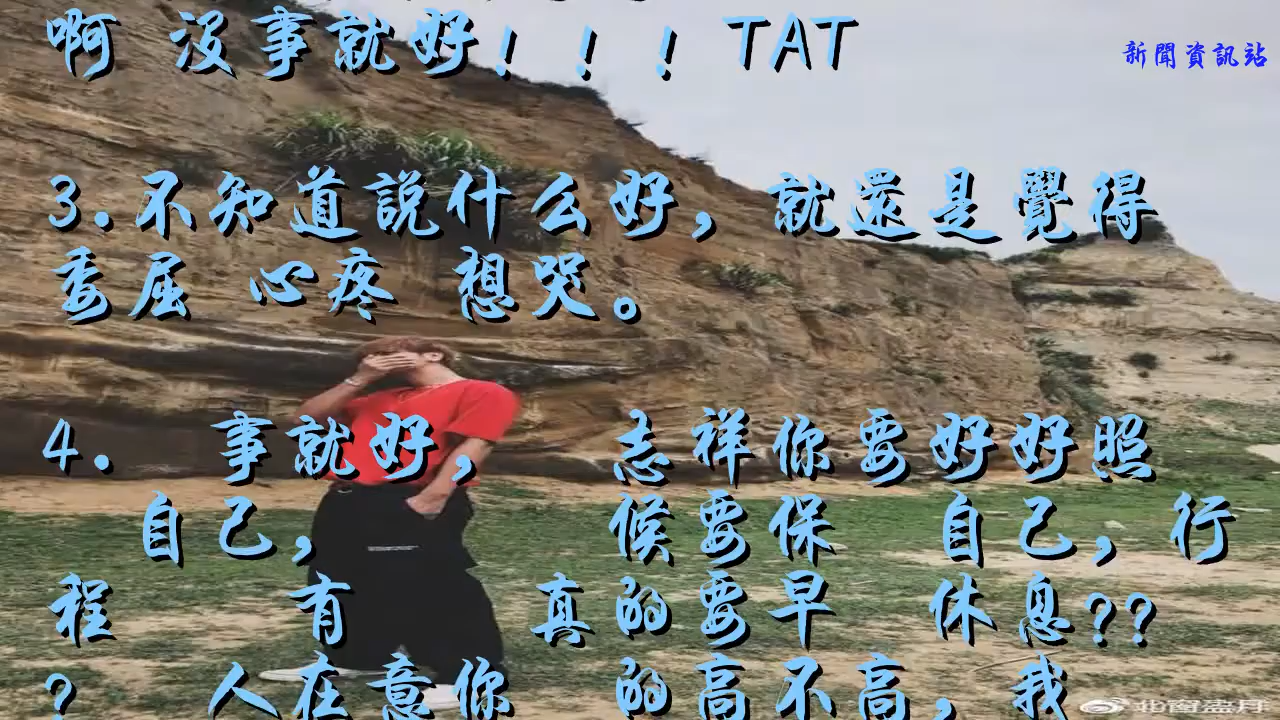 啊 没事就好！！！TAT
新聞資訊站
3.不知道説什么好，就還是覺得
委屈 心疼 想哭。
4. 事就好， 志祥你要好好照
自己， 候要保 自己，行
程 有 真的要早 休息??
? 人在意你 的高不高，我